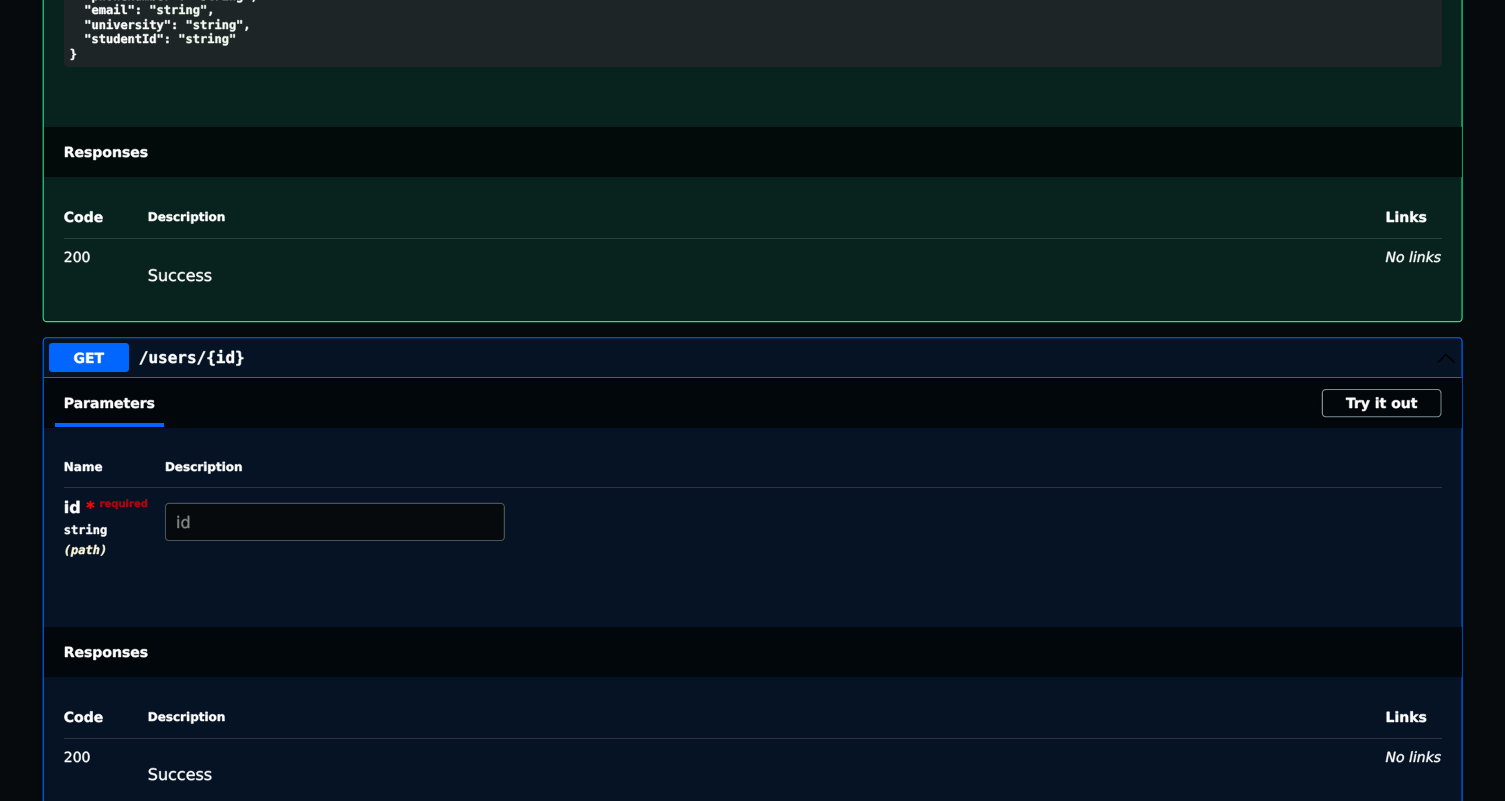 "email": "string",
"university": "string",
"studentId": "string"
}
Responses
Code Description Links
200 Success No links
GET /users/{id}
Parameters Try it out
Name Description
id * required
string
(path)
id
Responses
Code Description Links
200 Success No links